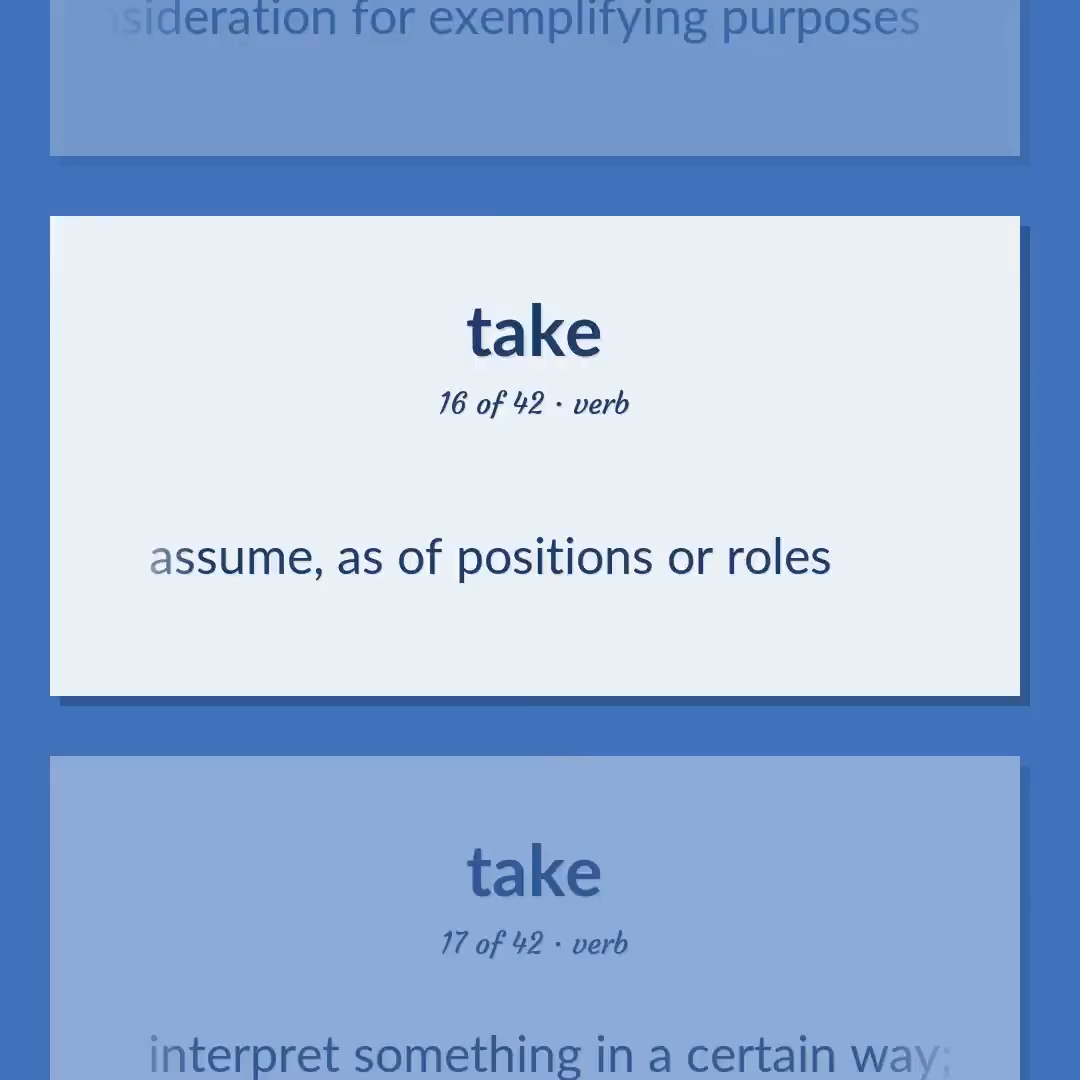 sideration for exemplifying purposes
take
16 of 42 · verb
assume, as of positions or roles
take
17 of 42 · verb
interpret something in a certain way;